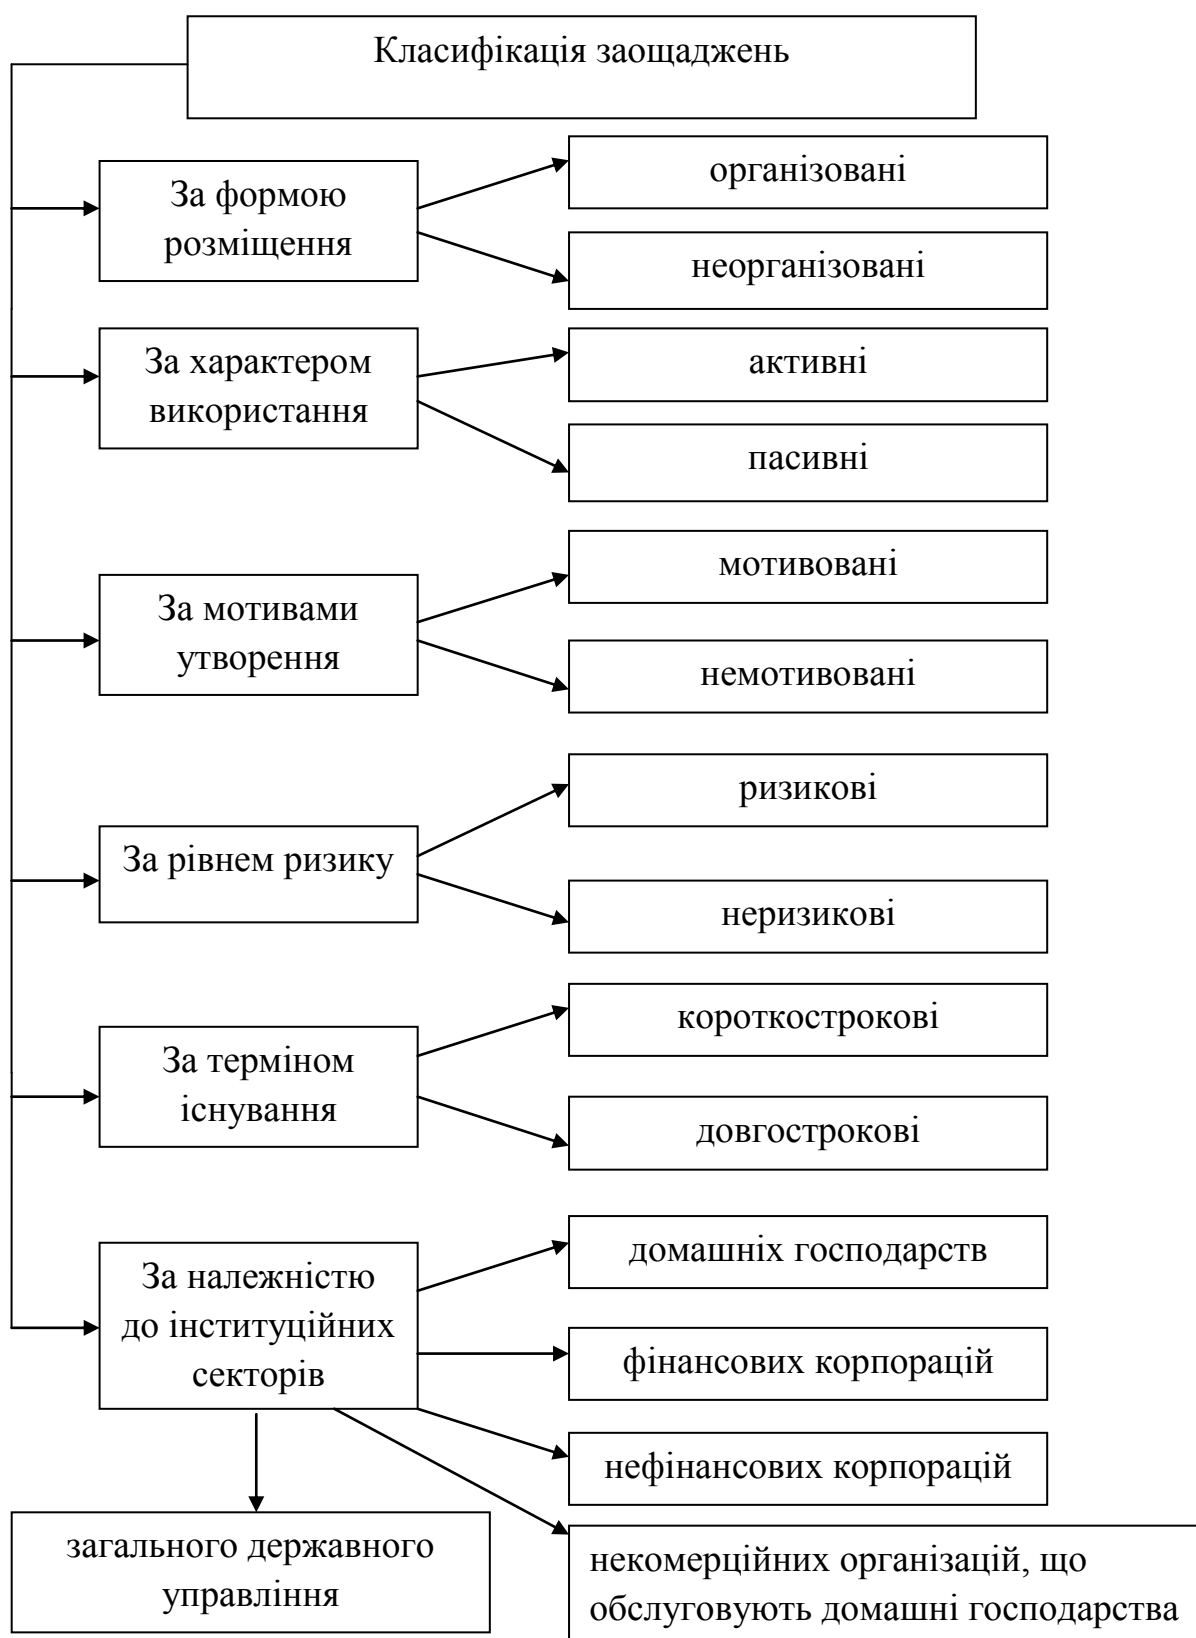 Класифікація заощаджень
За формою
розміщення
організовані
неорганізовані
За характером
використання
активні
пасивні
За мотивами
утворення
мотивовані
немотивовані
За рівнем ризику
ризикові
неризикові
За терміном
існування
короткострокові
довгострокові
За належністю
до інституційних
секторів
домашніх господарств
фінансових корпорацій
нефінансових корпорацій
некомерційних організацій, що
обслуговують домашні господарства
загального державного
управління